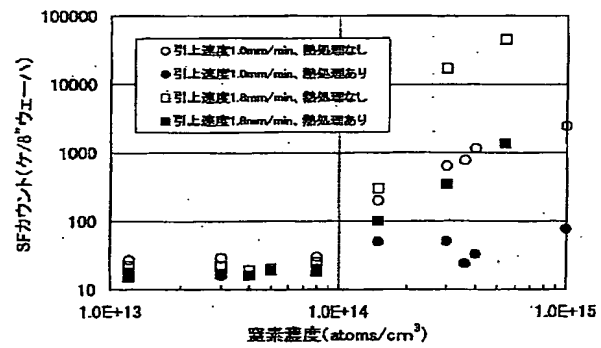 100000
10000
1000
100
10
SFカウント(ケ/8"ウェーハ)
○引上速度1.0mm/min、熱処理なし
●引上速度1.0mm/min、熱処理あり
□引上速度1.8mm/min、熱処理なし
■引上速度1.8mm/min、熱処理あり
1.0E+13
1.0E+14
1.0E+15
窒素濃度(atoms/cm³)